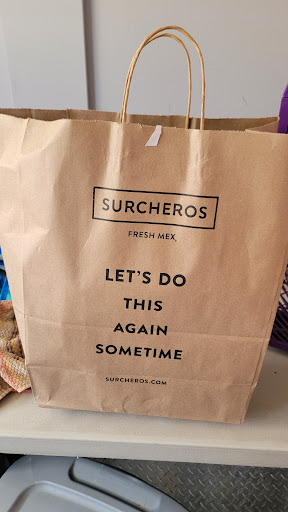 SURCHEROS
FRESH MEX
LET'S DO
THIS
AGAIN
SOMETIME
SURCHEROS.COM